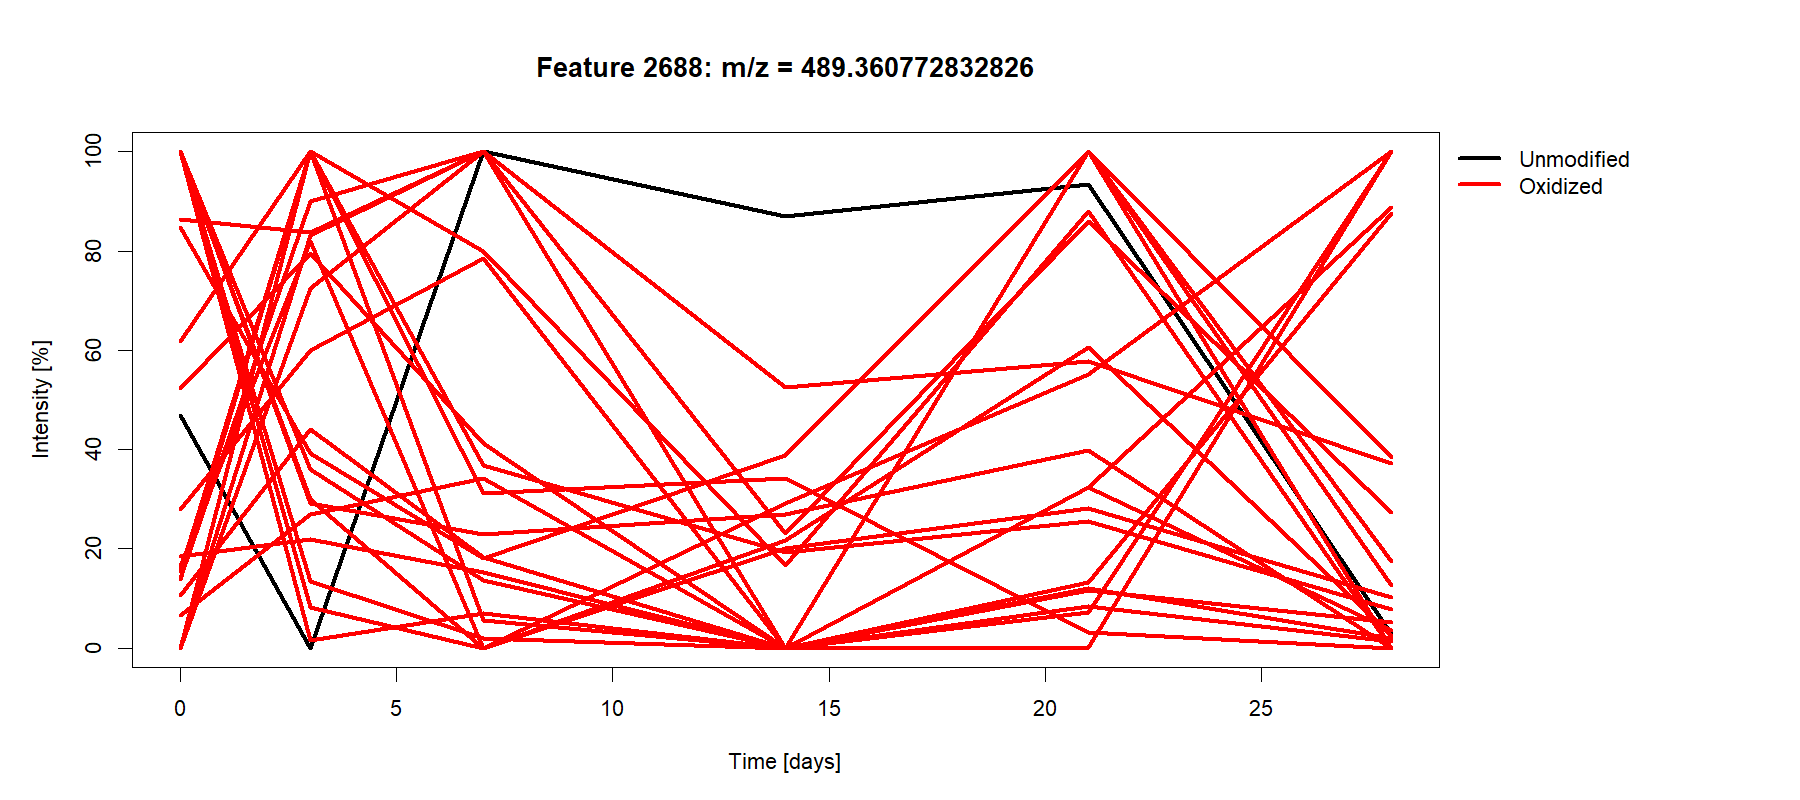 Feature 2688: m/z = 489.360772832826
Unmodified
Oxidized
Intensity [%]
100
80
60
40
20
0
0 5 10 15 20 25
Time [days]